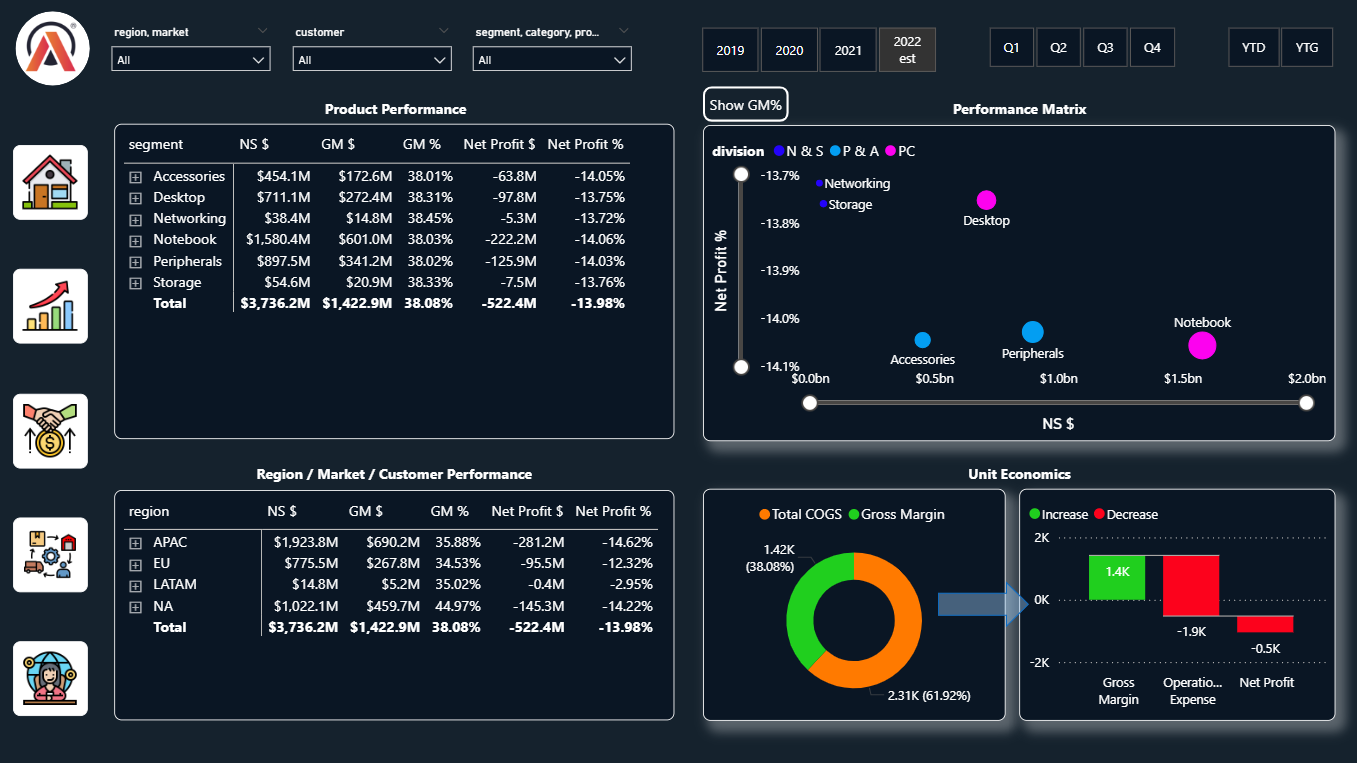 region, market
customer
segment, category, pro...
All
All
All
2019
2020
2021
2022
est
Q1
Q2
Q3
Q4
YTD
YTG
Product Performance
segment NS $ GM $ GM % Net Profit $ Net Profit %
Accessories $454.1M $172.6M 38.01% -63.8M -14.05%
Desktop $711.1M $272.4M 38.31% -97.8M -13.75%
Networking $38.4M $14.8M 38.45% -5.3M -13.72%
Notebook $1,580.4M $601.0M 38.03% -222.2M -14.06%
Peripherals $897.5M $341.2M 38.02% -125.9M -14.03%
Storage $54.6M $20.9M 38.33% -7.5M -13.76%
Total $3,736.2M $1,422.9M 38.08% -522.4M -13.98%
Show GM%
Performance Matrix
division N & S P & A PC
Net Profit %
-13.7%
-13.8%
-13.9%
-14.0%
-14.1%
Networking
Storage
Desktop
Accessories
Peripherals
Notebook
$0.0bn $0.5bn $1.0bn $1.5bn $2.0bn
NS $
Region / Market / Customer Performance
region NS $ GM $ GM % Net Profit $ Net Profit %
APAC $1,923.8M $690.2M 35.88% -281.2M -14.62%
EU $775.5M $267.8M 34.53% -95.5M -12.32%
LATAM $14.8M $5.2M 35.02% -0.4M -2.95%
NA $1,022.1M $459.7M 44.97% -145.3M -14.22%
Total $3,736.2M $1,422.9M 38.08% -522.4M -13.98%
Unit Economics
Total COGS Gross Margin
1.42K
(38.08%)
2.31K (61.92%)
Increase Decrease
2K
0K
-2K
1.4K
-1.9K
-0.5K
Gross
Margin
Operatio...
Expense
Net Profit